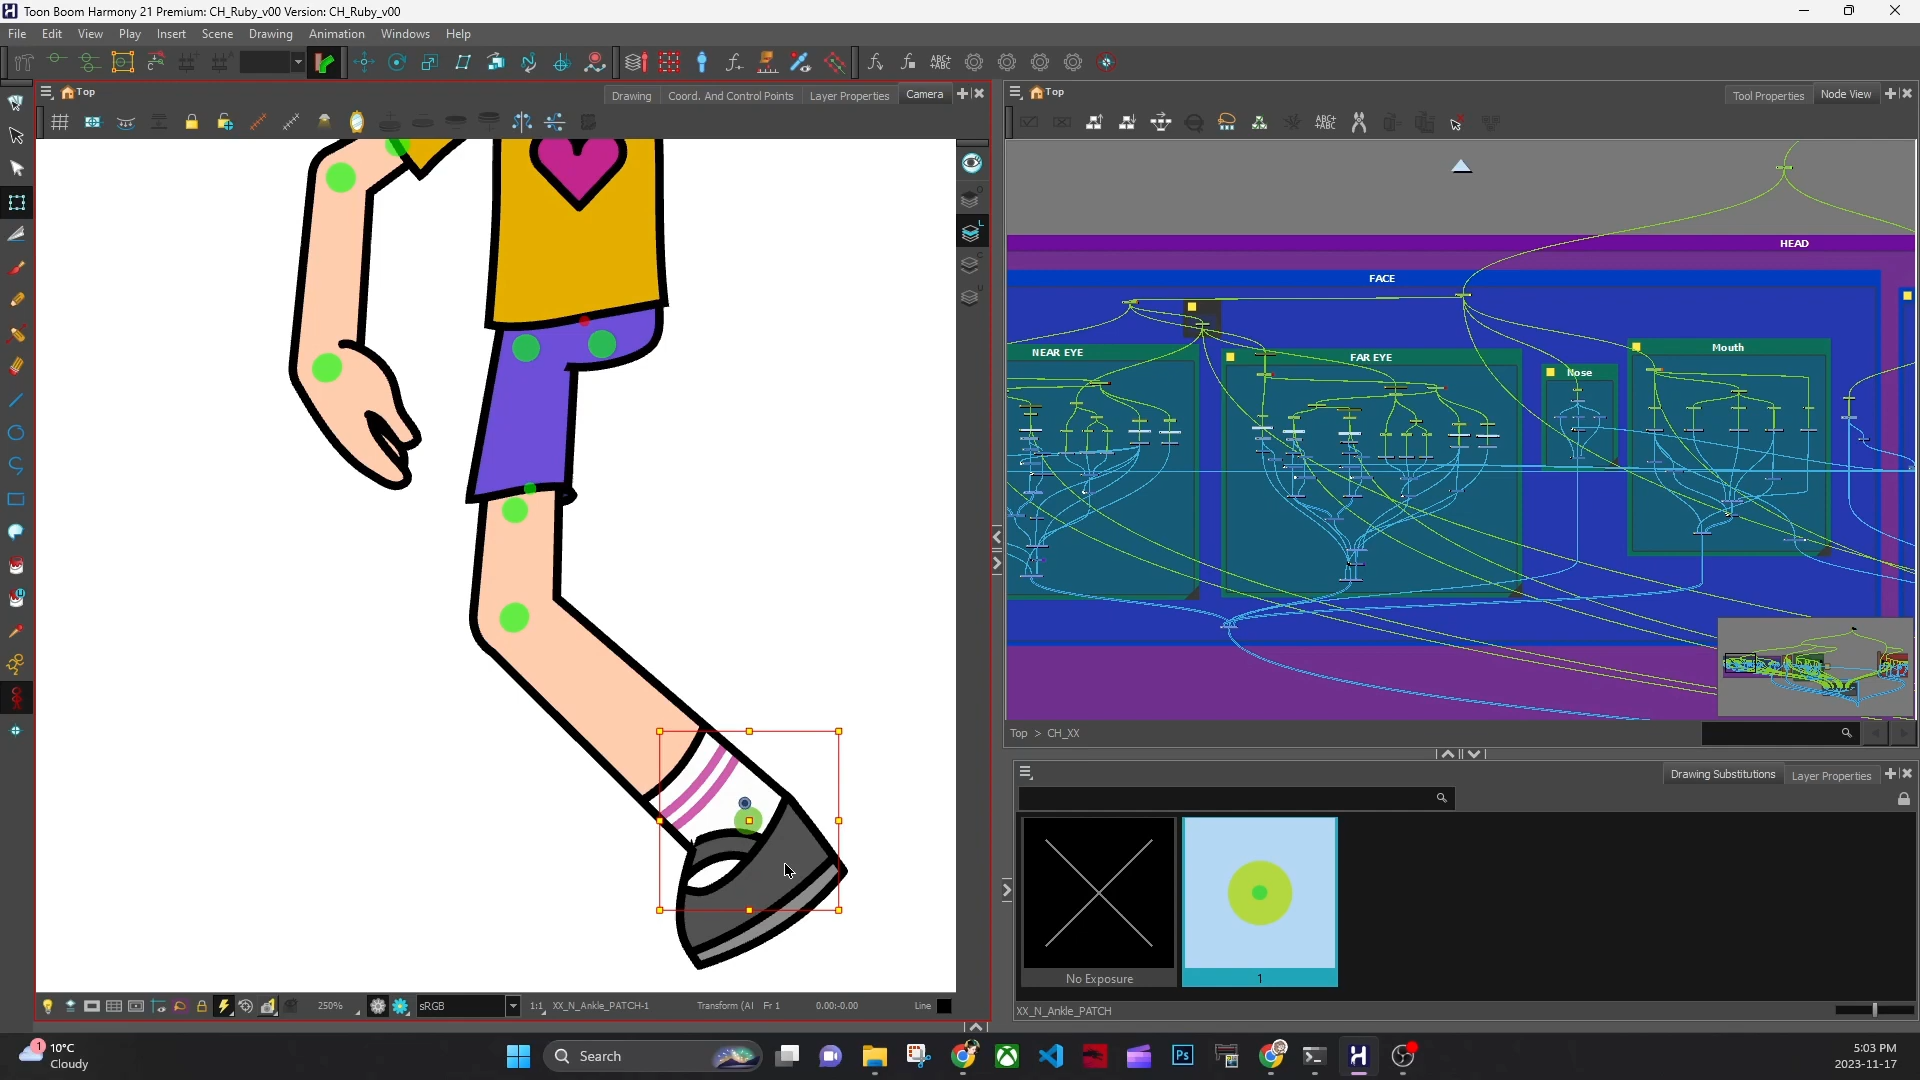 Toon Boom Harmony 21 Premium: CH_Ruby_v00 Version: CH_Ruby_v00
File Edit View Play Insert Scene Drawing Animation Windows Help
Top
Drawing Coord. And Control Points Layer Properties Camera
Top
Tool Properties Node View
HEAD
FACE
NEAR EYE
FAR EYE
Nose
Mouth
Top > CH_XX
Drawing Substitutions Layer Properties
No Exposure
1
XX_N_Ankle_PATCH
250%
sRGB
1:1 XX_N_Ankle_PATCH-1
Transform (Al Fr 1
0.00:-0.00
Line
1
10°C
Cloudy
Search
Ps
5:03 PM
2023-11-17